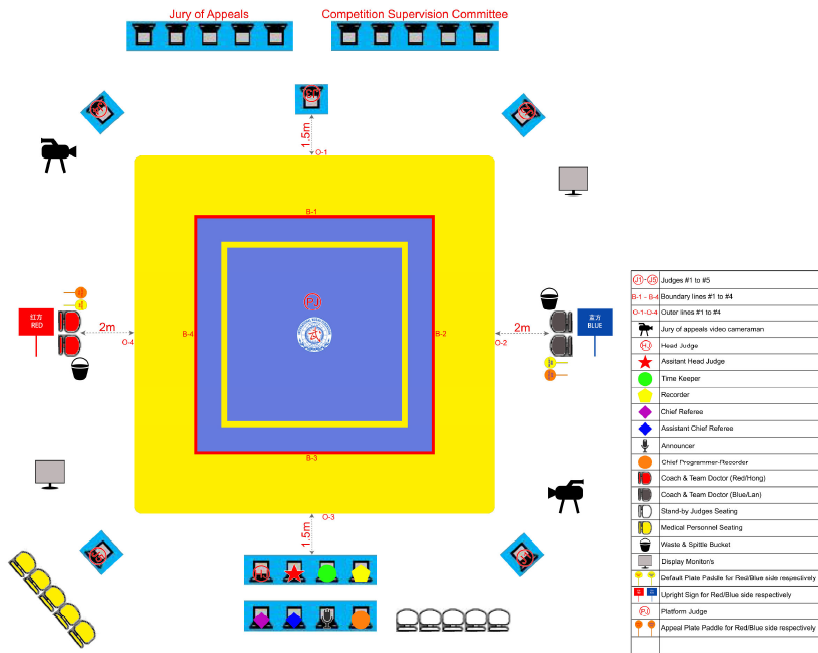 Jury of Appeals
Competition Supervision Committee
1.5m
O-1
B-1
PJ
红方
RED
2m
O-4
B-4
武
B-2
O-2
2m
蓝方
BLUE
B-3
O-3
1.5m
J1 - J5 Judges #1 to #5
B-1 - B-4 Boundary lines #1 to #4
O-1-O-4 Outer lines #1 to #4
Jury of appeals video cameraman
HJ Head Judge
Assitant Head Judge
Time Keeper
Recorder
Chief Referee
Assistant Chief Referee
Announcer
Chief Programmer-Recorder
Coach & Team Doctor (Red/Hong)
Coach & Team Doctor (Blue/Lan)
Stand-by Judges Seating
Medical Personnel Seating
Waste & Spittle Bucket
Display Monitor/s
Default Plate Paddle for Red/Blue side respectively
Upright Sign for Red/Blue side respectively
PJ Platform Judge
Appeal Plate Paddle for Red/Blue side respectively